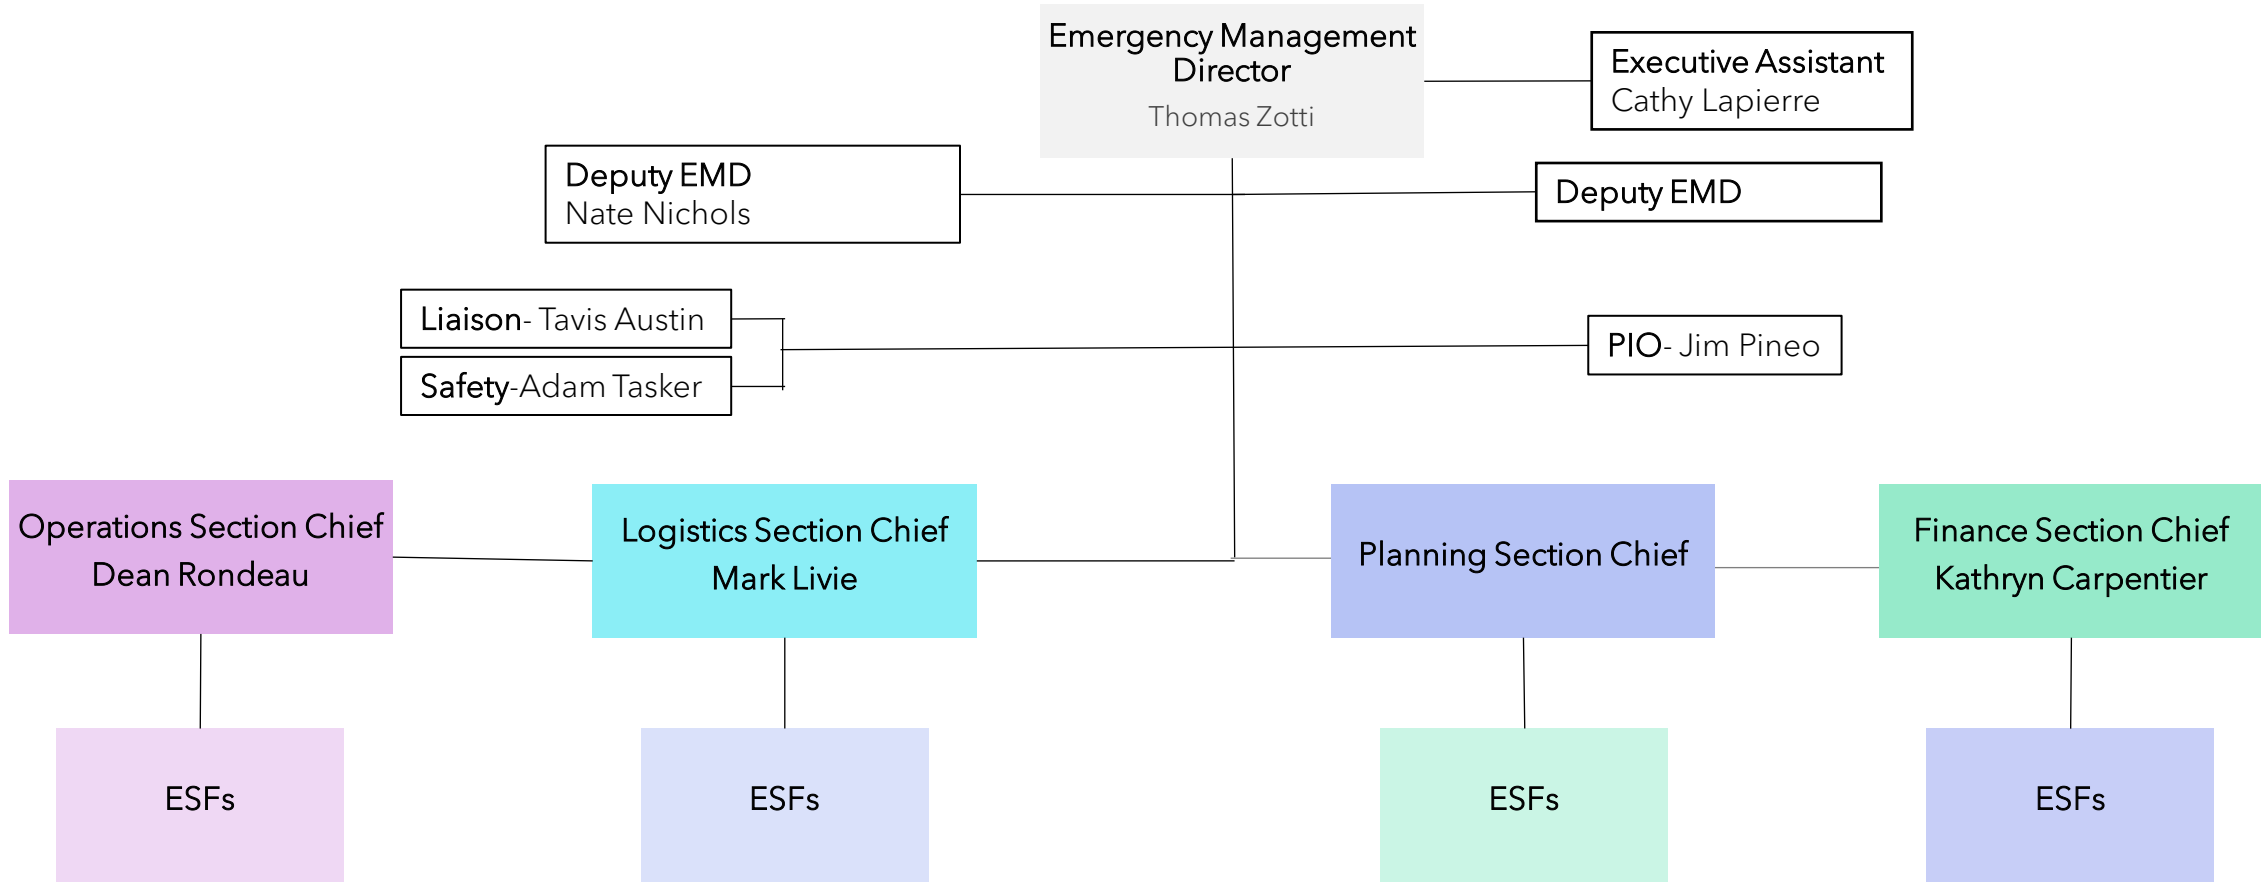 Emergency Management
Director
Thomas Zotti
Executive Assistant
Cathy Lapierre
Deputy EMD
Nate Nichols
Deputy EMD
Liaison- Tavis Austin
Safety-Adam Tasker
PIO- Jim Pineo
Operations Section Chief
Dean Rondeau
Logistics Section Chief
Mark Livie
Planning Section Chief
Finance Section Chief
Kathryn Carpentier
ESFs
ESFs
ESFs
ESFs